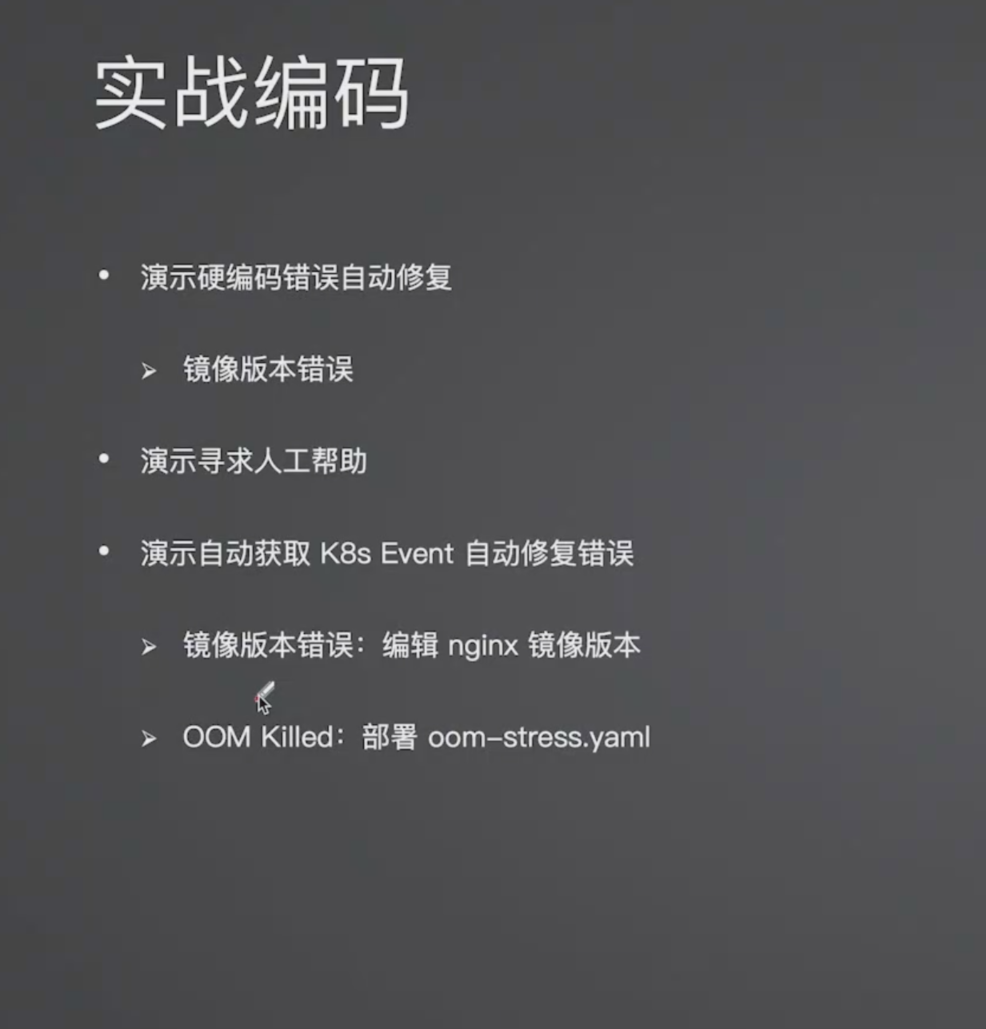 实战编码
• 演示硬编码错误自动修复
➢ 镜像版本错误
• 演示寻求人工帮助
• 演示自动获取 K8s Event 自动修复错误
➢ 镜像版本错误：编辑 nginx 镜像版本
➢ OOM Killed：部署 oom-stress.yaml